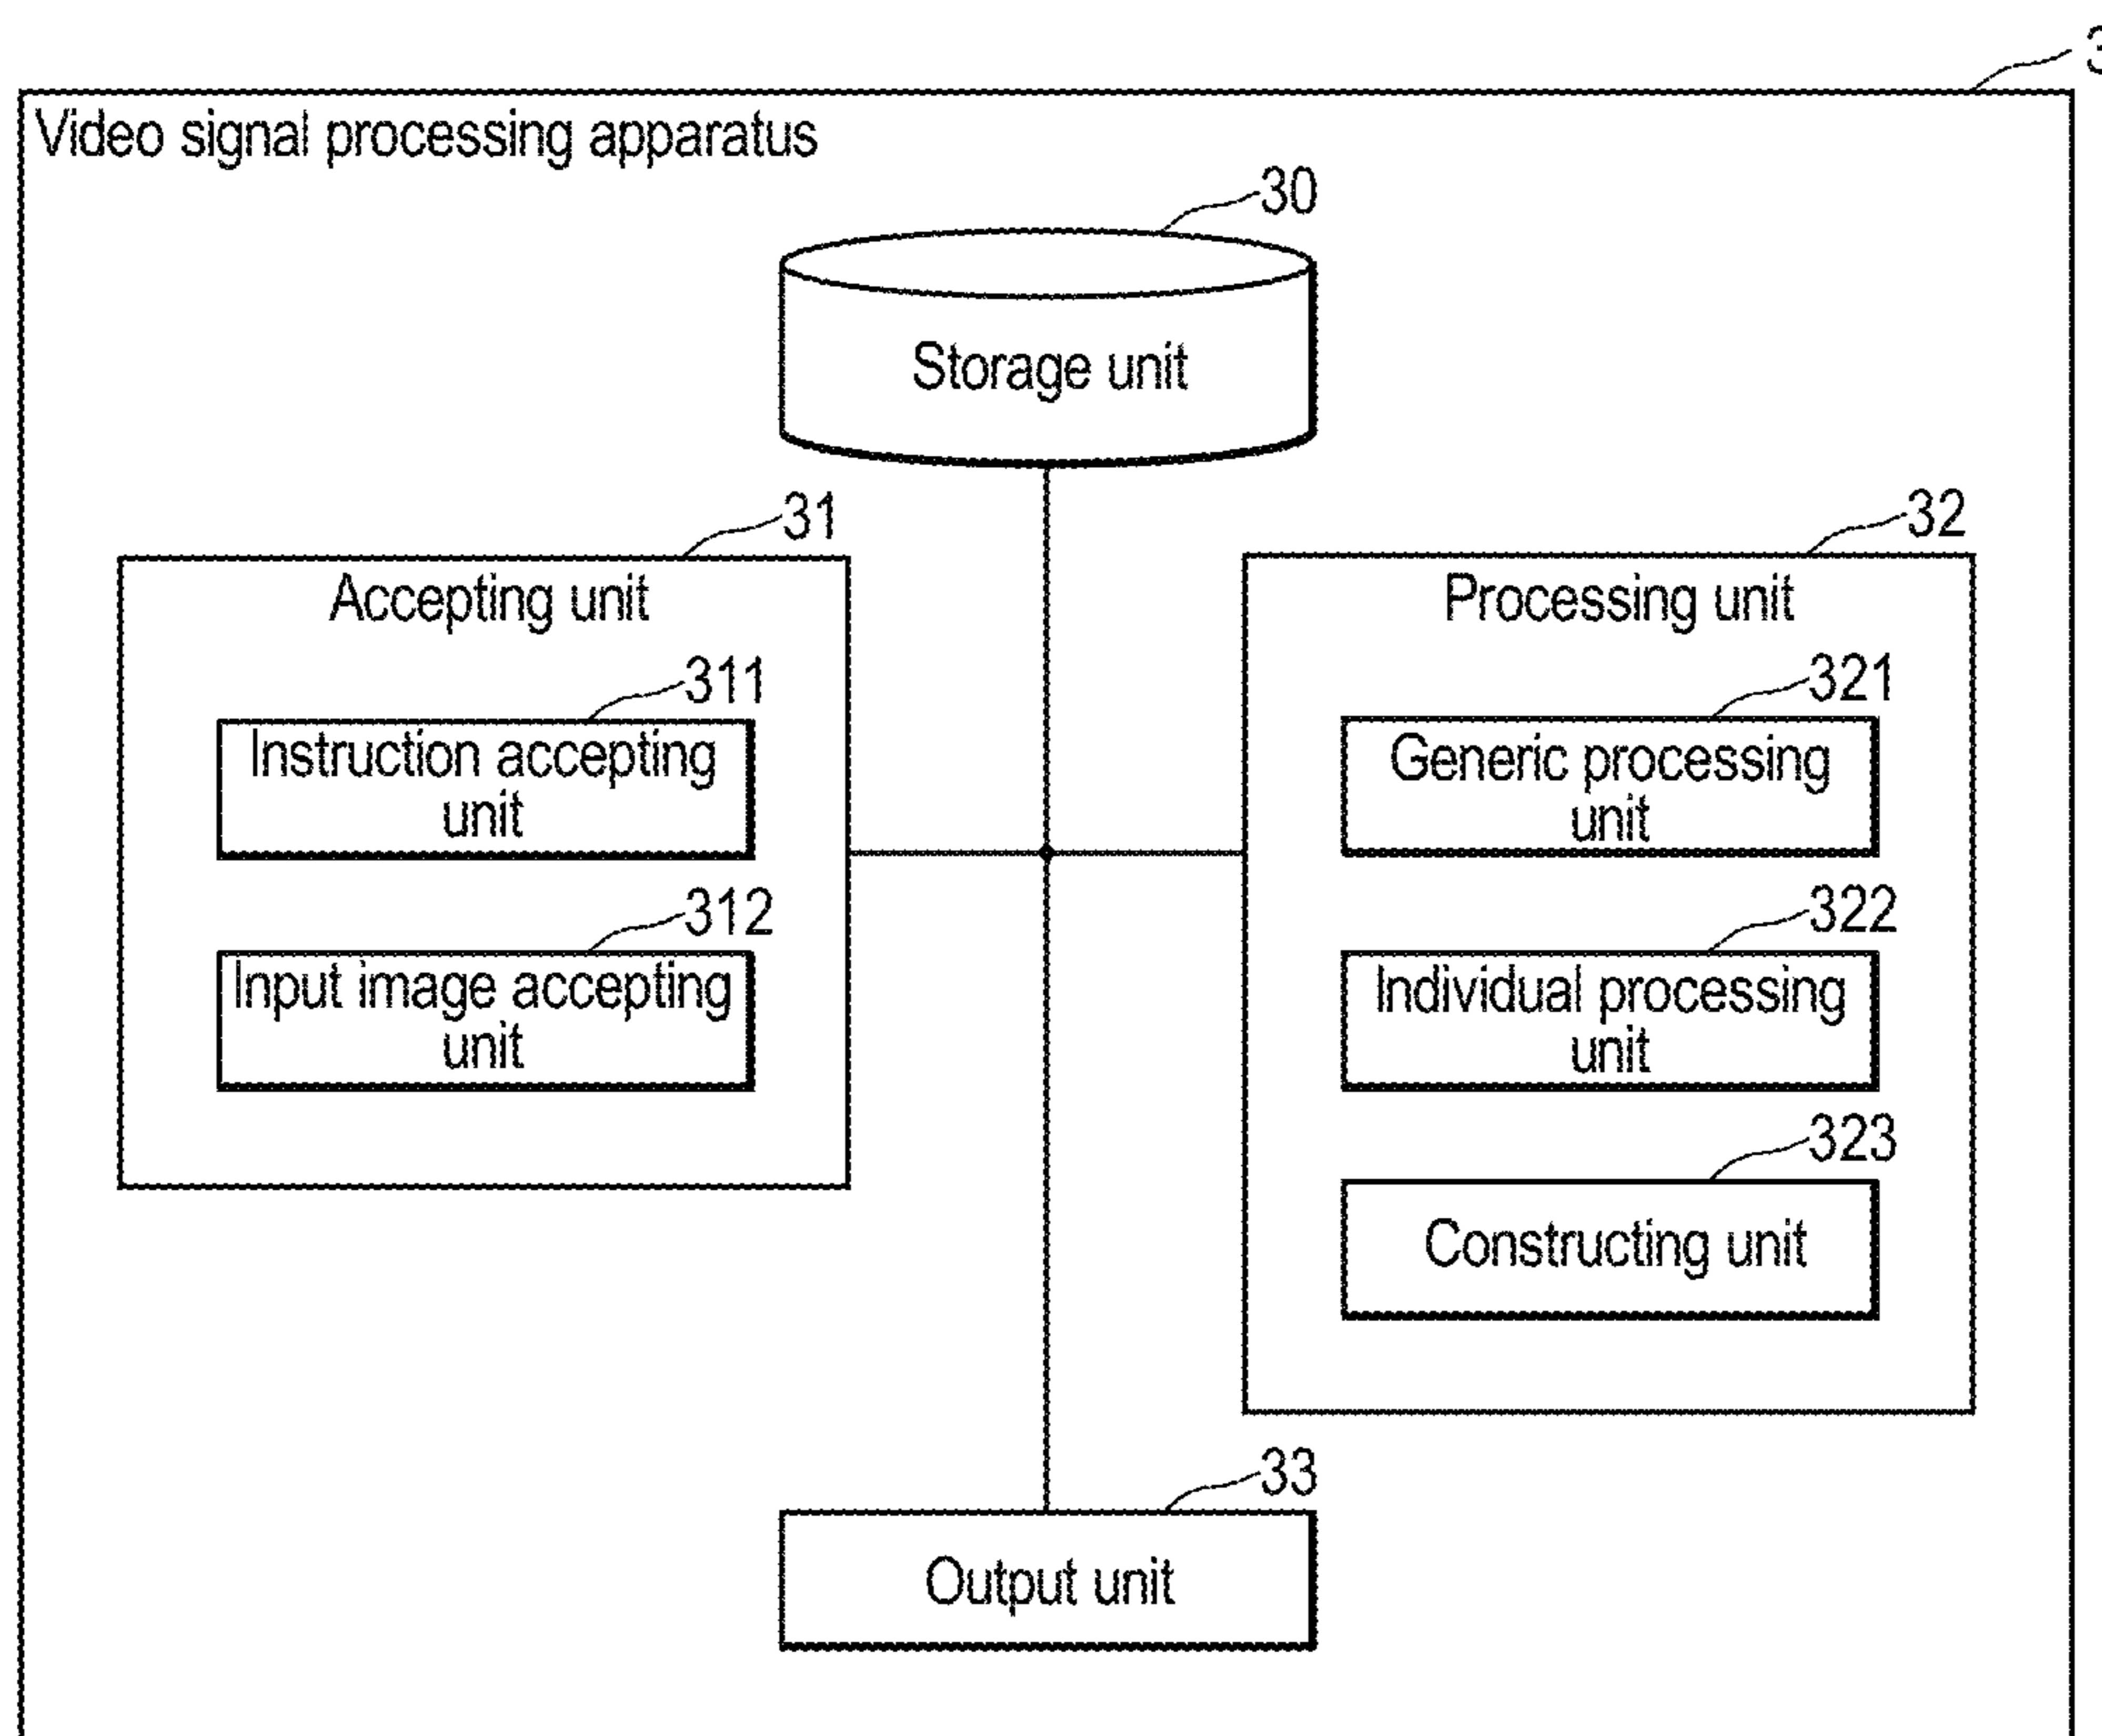 3
Video signal processing apparatus
30
Storage unit
31
Accepting unit
311
Instruction accepting
unit
312
Input image accepting
unit
32
Processing unit
321
Generic processing
unit
322
Individual processing
unit
323
Constructing unit
33
Output unit